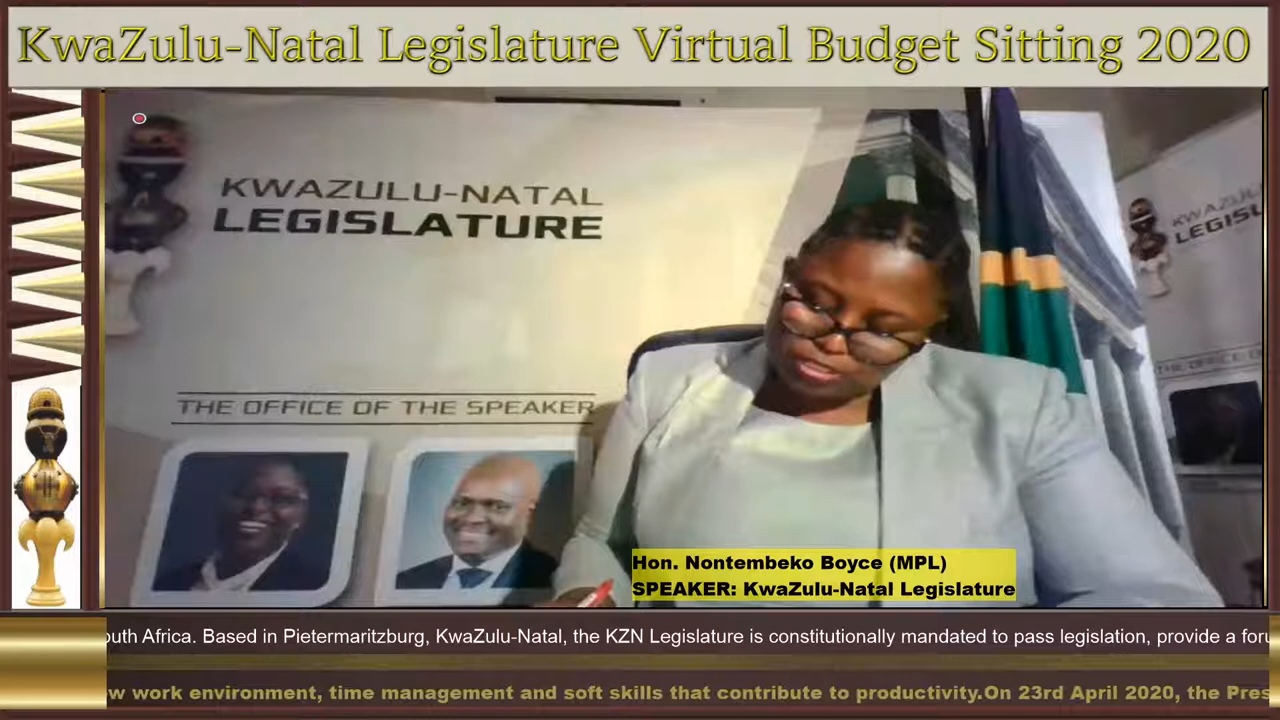 KwaZulu-Natal Legislature Virtual Budget Sitting 2020
KWAZULU-NATAL
LEGISLATURE
KWAZULU
LEGISL
THE OFFICE OF THE SPEAKER
THE OFFICE O
Hon. Nontembeko Boyce (MPL)
SPEAKER: KwaZulu-Natal Legislature
outh Africa. Based in Pietermaritzburg, KwaZulu-Natal, the KZN Legislature is constitutionally mandated to pass legislation, provide a foru
w work environment, time management and soft skills that contribute to productivity.On 23rd April 2020, the Pres